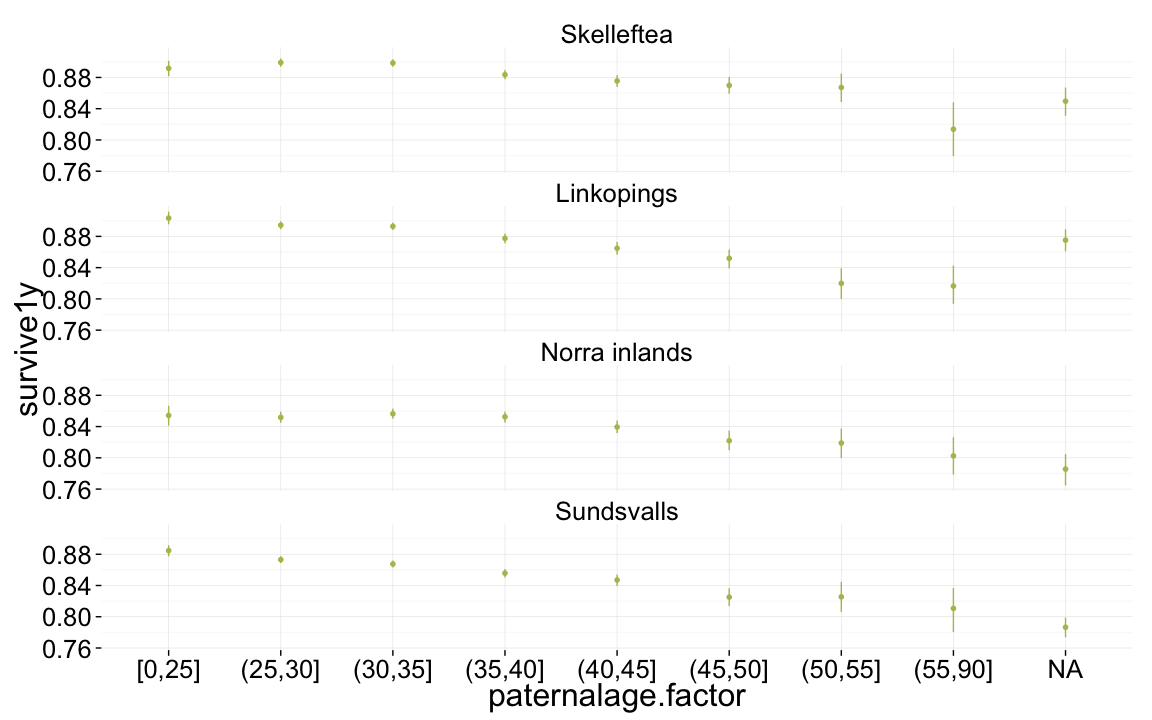 Skelleftea
0.88
0.84
0.80
0.76
Linkopings
0.88
0.84
0.80
0.76
survive1y
Norra inlands
0.88
0.84
0.80
0.76
Sundsvalls
0.88
0.84
0.80
0.76
[0,25] (25,30] (30,35] (35,40] (40,45] (45,50] (50,55] (55,90] NA
paternalage.factor